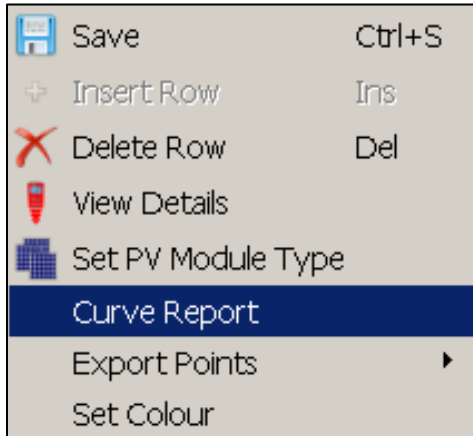 Save Ctrl+S
Insert Row Ins
Delete Row Del
View Details
Set PV Module Type
Curve Report
Export Points
Set Colour